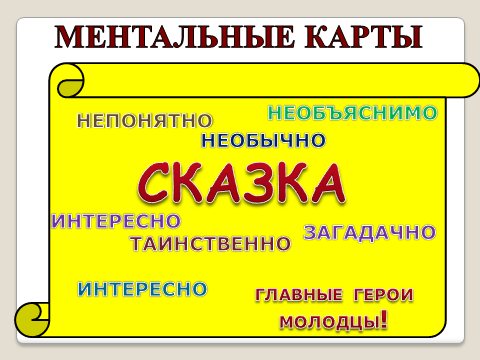 МЕНТАЛЬНЫЕ КАРТЫ
НЕПОНЯТНО
НЕОБЪЯСНИМО
НЕОБЫЧНО
СКАЗКА
ИНТЕРЕСНО
ЗАГАДАЧНО
ТАИНСТВЕННО
ИНТЕРЕСНО
ГЛАВНЫЕ ГЕРОИ
МОЛОДЦЫ!